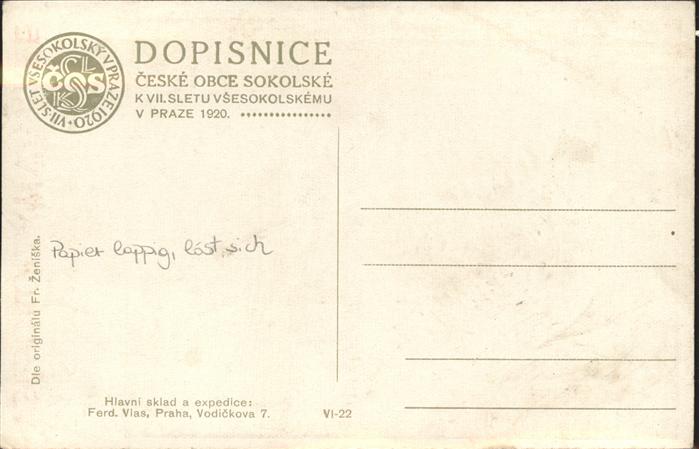 VII·SLET VŠESOKOLSKÝ V PRAZE 1920
ČOS
DOPISNICE
ČESKÉ OBCE SOKOLSKÉ
K VII. SLETU VŠESOKOLSKÉMU
V PRAZE 1920.
Papier lappig, löst sich
Dle originálu Fr. Ženíška.
Hlavní sklad a expedice:
Ferd. Vlas, Praha, Vodičkova 7.
VI-22